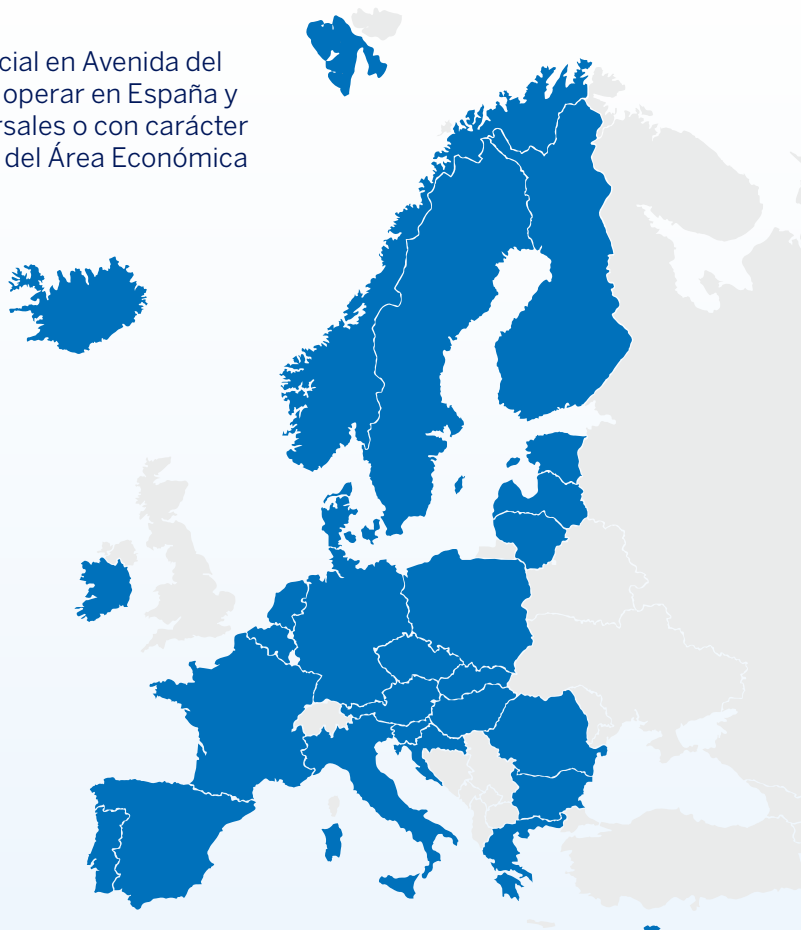 cial en Avenida del
operar en España y
rsales o con carácter
del Área Económica